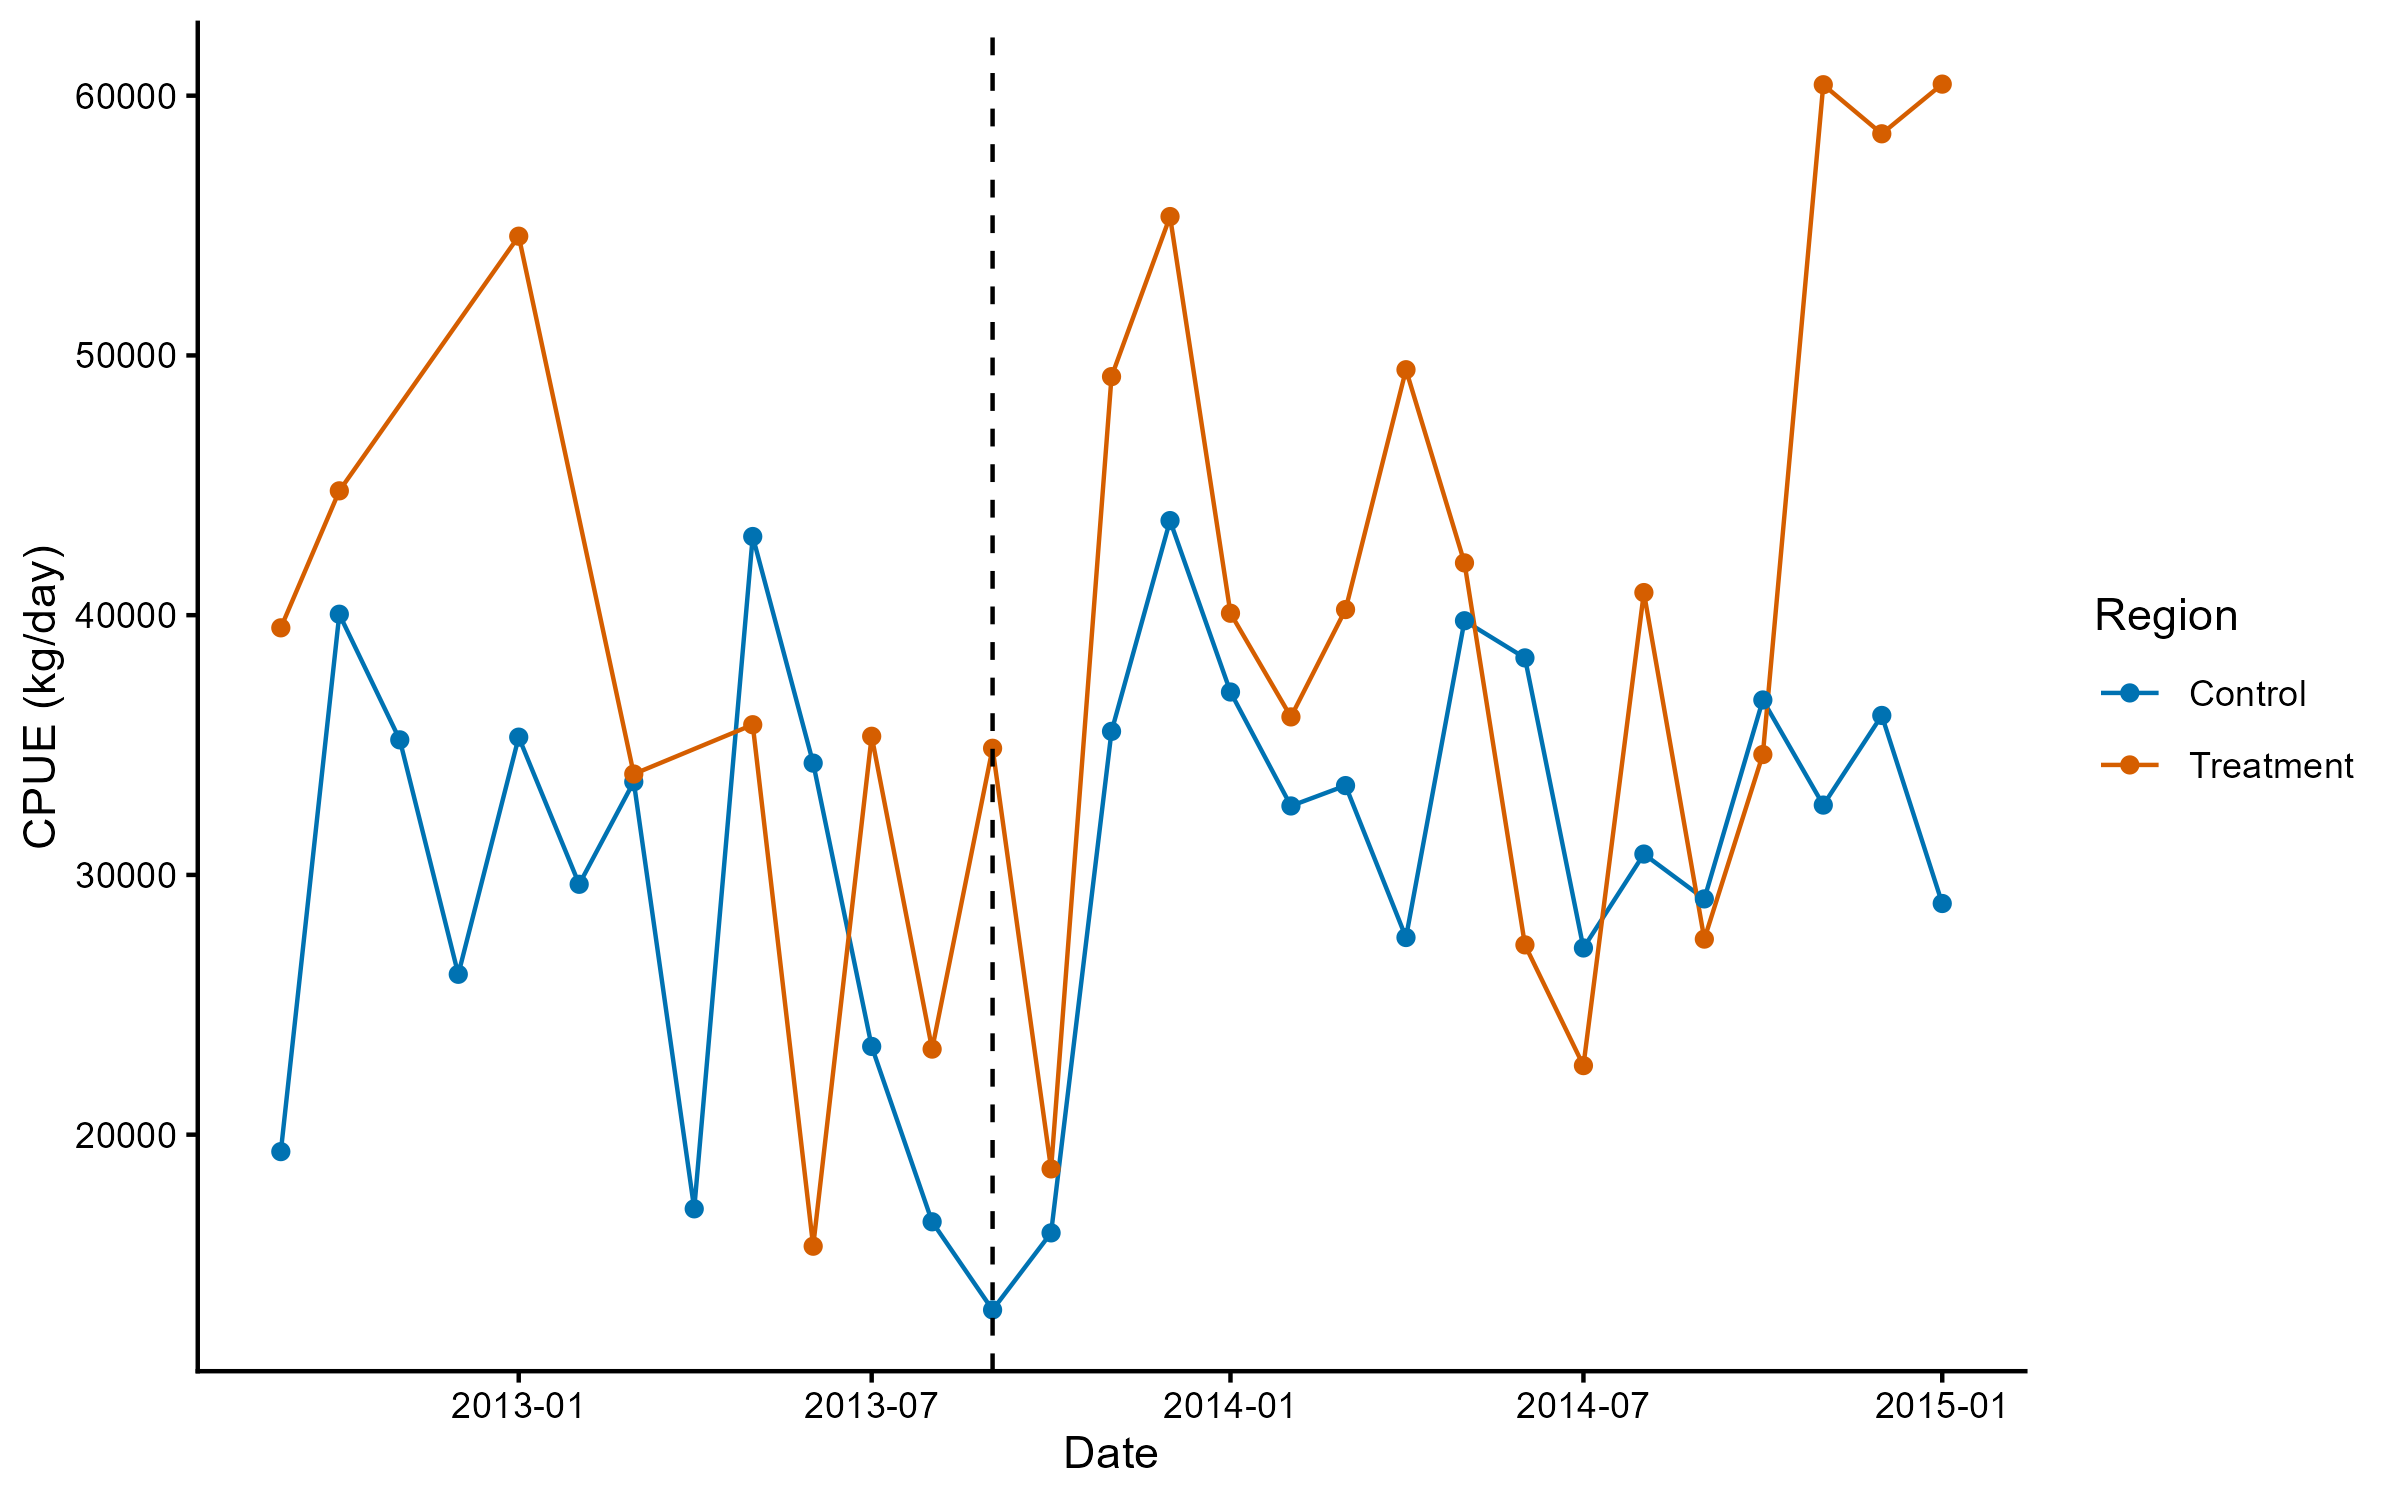 60000
50000
40000
30000
20000
CPUE (kg/day)
2013-01 2013-07 2014-01 2014-07 2015-01
Date
Region
Control
Treatment